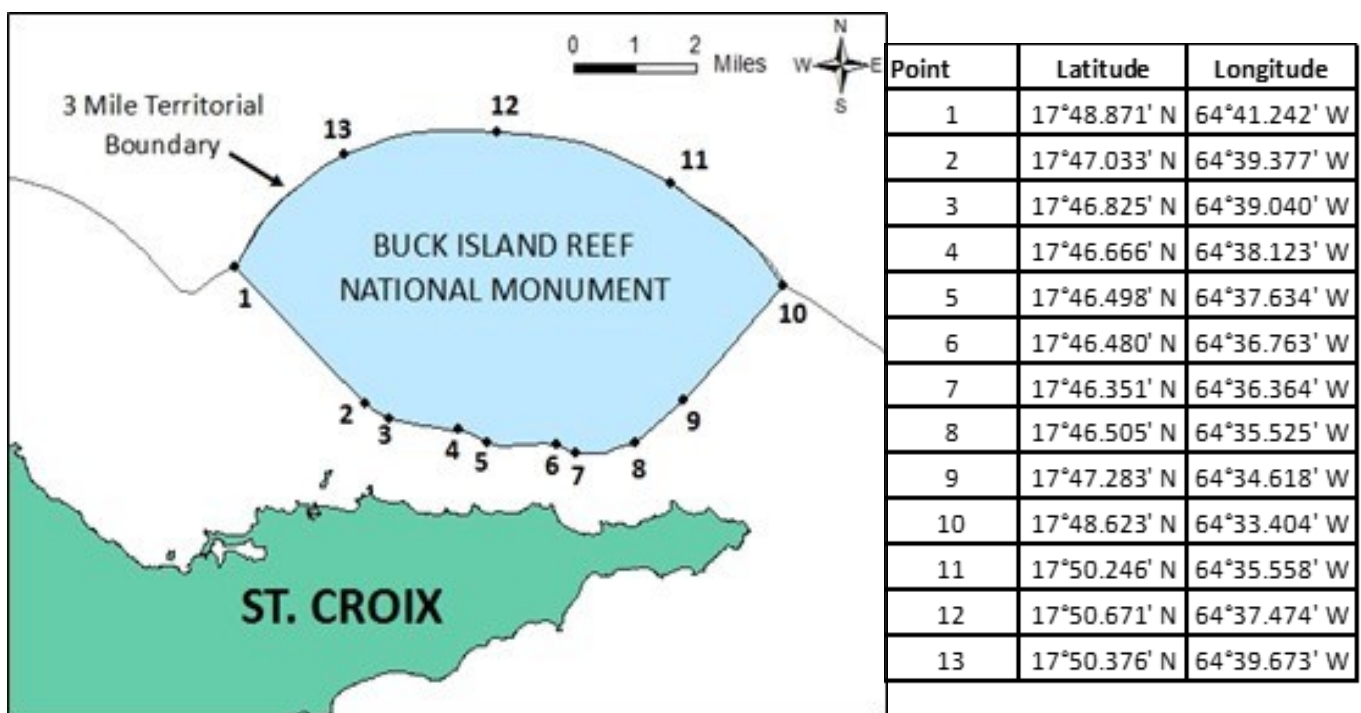 0 1 2
Miles
N
W E
S
3 Mile Territorial
Boundary
12
13
11
BUCK ISLAND REEF
NATIONAL MONUMENT
1
10
2
3
4
5
6
7
8
9
ST. CROIX
Point Latitude Longitude
1 17°48.871' N 64°41.242' W
2 17°47.033' N 64°39.377' W
3 17°46.825' N 64°39.040' W
4 17°46.666' N 64°38.123' W
5 17°46.498' N 64°37.634' W
6 17°46.480' N 64°36.763' W
7 17°46.351' N 64°36.364' W
8 17°46.505' N 64°35.525' W
9 17°47.283' N 64°34.618' W
10 17°48.623' N 64°33.404' W
11 17°50.246' N 64°35.558' W
12 17°50.671' N 64°37.474' W
13 17°50.376' N 64°39.673' W